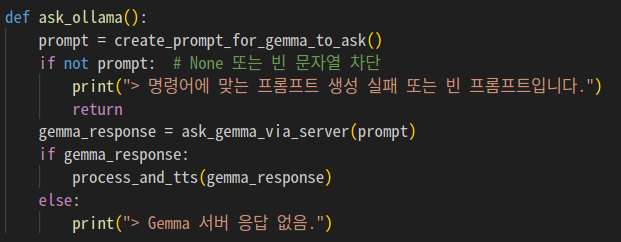 def ask_ollama():
    prompt = create_prompt_for_gemma_to_ask()
    if not prompt:  # None 또는 빈 문자열 차단
        print("> 명령어에 맞는 프롬프트 생성 실패 또는 빈 프롬프트입니다.")
        return
    gemma_response = ask_gemma_via_server(prompt)
    if gemma_response:
        process_and_tts(gemma_response)
    else:
        print("> Gemma 서버 응답 없음.")